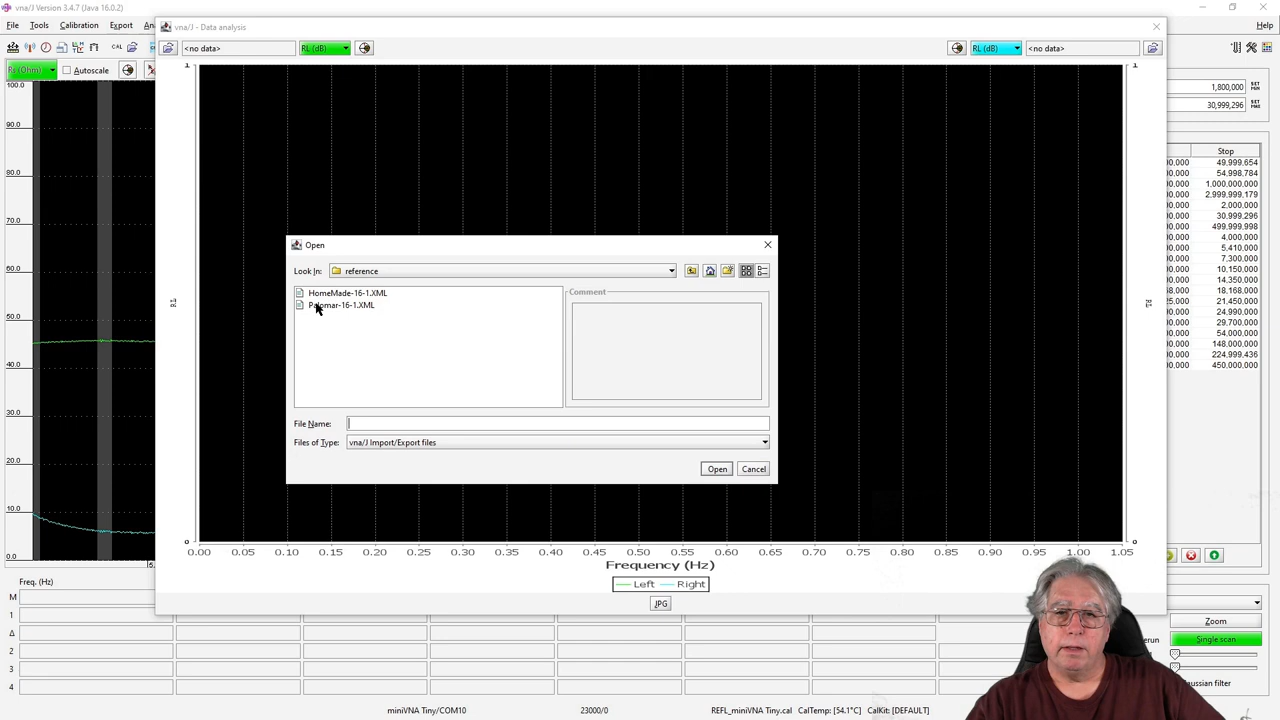 vna/J Version 3.4.7 (Java 16.0.2)
File Tools Calibration Export
Help
vna/J - Data analysis
CAL
<no data> RL (dB)
RL (dB) <no data>
Rs (Ohm) Autoscale
100.0
90.0
80.0
70.0
60.0
50.0
40.0
30.0
20.0
10.0
0.0
1
1
RL
RL
0
0
Open
Look In: reference
HomeMade-16-1.XML
Palomar-16-1.XML
Comment
File Name:
Files of Type: vna/J Import/Export files
Open Cancel
0.00 0.05 0.10 0.15 0.20 0.25 0.30 0.35 0.40 0.45 0.50 0.55 0.60 0.65 0.70 0.75 0.80 0.85 0.90 0.95 1.00 1.05
Frequency (Hz)
Left Right
JPG
1,800,000
30,999,296
Stop
49,999,654
54,998,784
1,000,000,000
2,999,999,179
2,000,000
30,999,296
499,999,998
4,000,000
5,410,000
7,300,000
10,150,000
14,350,000
18,168,000
21,450,000
24,990,000
29,700,000
54,000,000
148,000,000
224,999,436
450,000,000
Freq. (Hz)
M
1
Δ
2
3
4
Zoom
Single scan
miniVNA Tiny/COM10 23000/0 REFL_miniVNA Tiny.cal CalTemp: [54.1°C] CalKit: [DEFAULT]